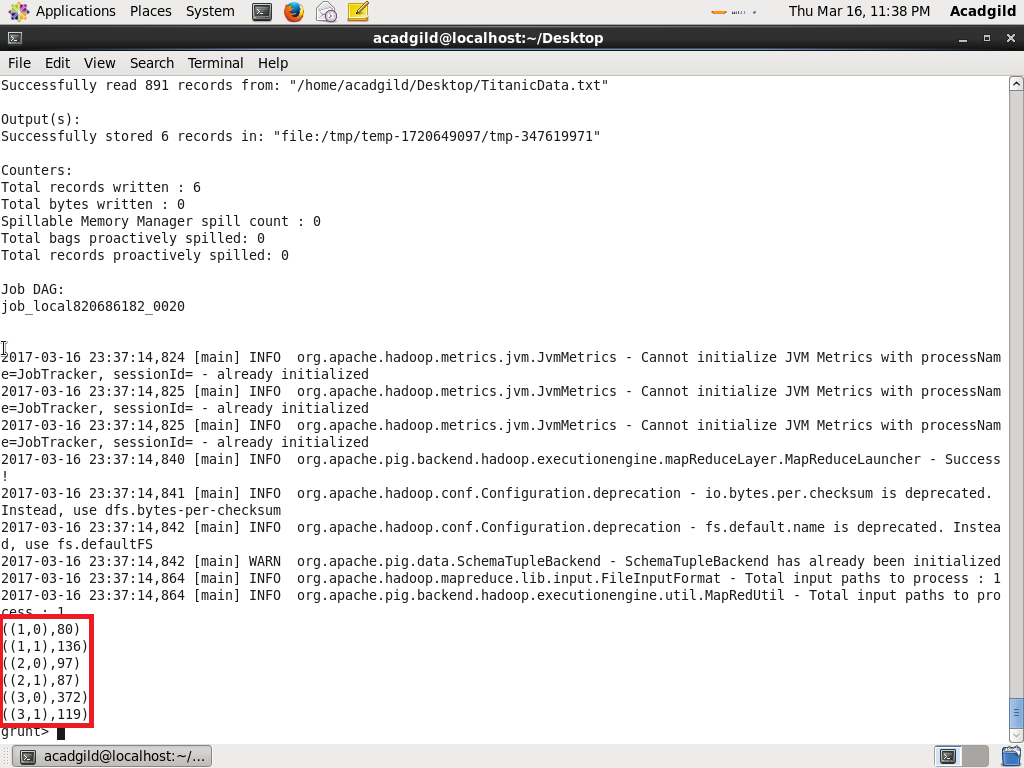 Applications Places System Thu Mar 16, 11:38 PM Acadgild
acadgild@localhost:~/Desktop
File Edit View Search Terminal Help
Successfully read 891 records from: "/home/acadgild/Desktop/TitanicData.txt"
Output(s):
Successfully stored 6 records in: "file:/tmp/temp-1720649097/tmp-347619971"
Counters:
Total records written : 6
Total bytes written : 0
Spillable Memory Manager spill count : 0
Total bags proactively spilled: 0
Total records proactively spilled: 0
Job DAG:
job_local820686182_0020
2017-03-16 23:37:14,824 [main] INFO  org.apache.hadoop.metrics.jvm.JvmMetrics - Cannot initialize JVM Metrics with processNam
e=JobTracker, sessionId= - already initialized
2017-03-16 23:37:14,825 [main] INFO  org.apache.hadoop.metrics.jvm.JvmMetrics - Cannot initialize JVM Metrics with processNam
e=JobTracker, sessionId= - already initialized
2017-03-16 23:37:14,825 [main] INFO  org.apache.hadoop.metrics.jvm.JvmMetrics - Cannot initialize JVM Metrics with processNam
e=JobTracker, sessionId= - already initialized
2017-03-16 23:37:14,840 [main] INFO  org.apache.pig.backend.hadoop.executionengine.mapReduceLayer.MapReduceLauncher - Success
!
2017-03-16 23:37:14,841 [main] INFO  org.apache.hadoop.conf.Configuration.deprecation - io.bytes.per.checksum is deprecated.
Instead, use dfs.bytes-per-checksum
2017-03-16 23:37:14,842 [main] INFO  org.apache.hadoop.conf.Configuration.deprecation - fs.default.name is deprecated. Instea
d, use fs.defaultFS
2017-03-16 23:37:14,842 [main] WARN  org.apache.pig.data.SchemaTupleBackend - SchemaTupleBackend has already been initialized
2017-03-16 23:37:14,864 [main] INFO  org.apache.hadoop.mapreduce.lib.input.FileInputFormat - Total input paths to process : 1
2017-03-16 23:37:14,864 [main] INFO  org.apache.pig.backend.hadoop.executionengine.util.MapRedUtil - Total input paths to pro
cess : 1
((1,0),80)
((1,1),136)
((2,0),97)
((2,1),87)
((3,0),372)
((3,1),119)
grunt>
acadgild@localhost:~/...